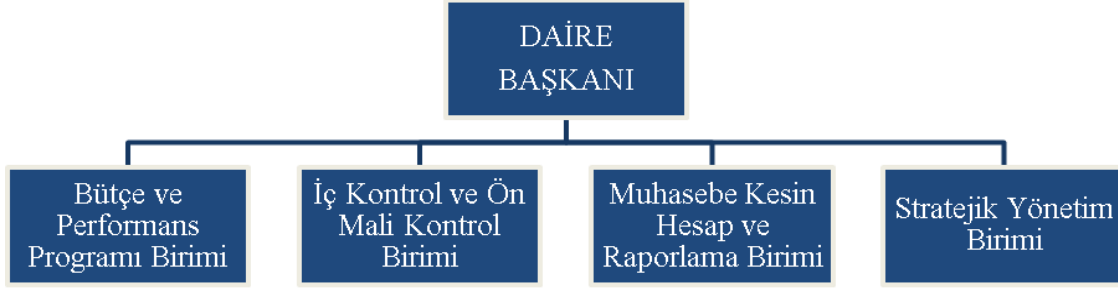 DAİRE
BAŞKANI
Bütçe ve
Performans
Programı Birimi
İç Kontrol ve Ön
Mali Kontrol
Birimi
Muhasebe Kesin
Hesap ve
Raporlama Birimi
Stratejik Yönetim
Birimi